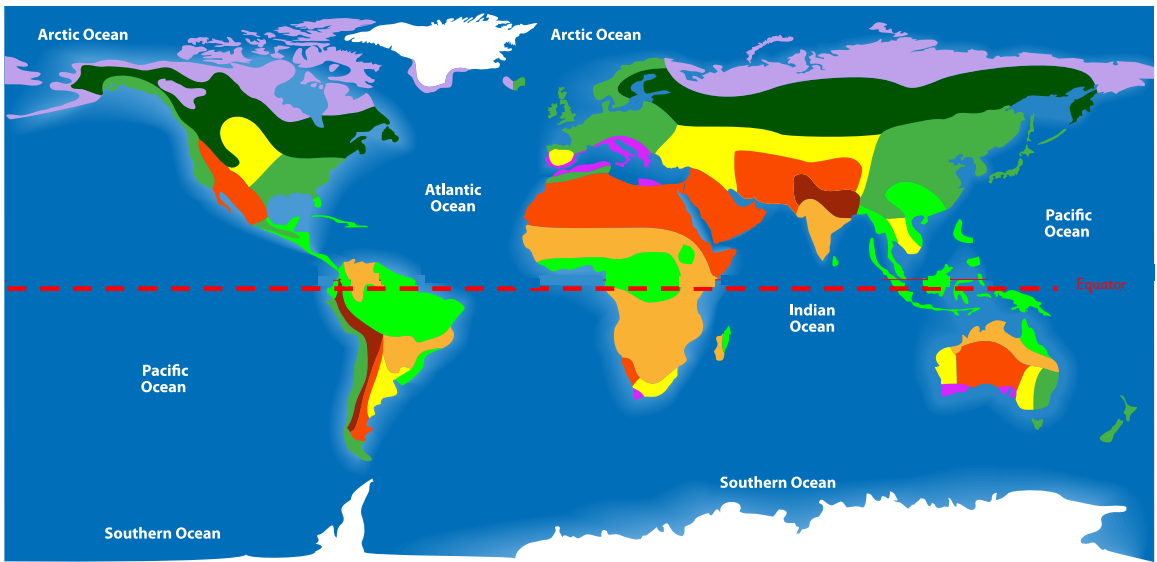 Arctic Ocean
Arctic Ocean
Atlantic
Ocean
Pacific
Ocean
Equator
Indian
Ocean
Pacific
Ocean
Southern Ocean
Southern Ocean